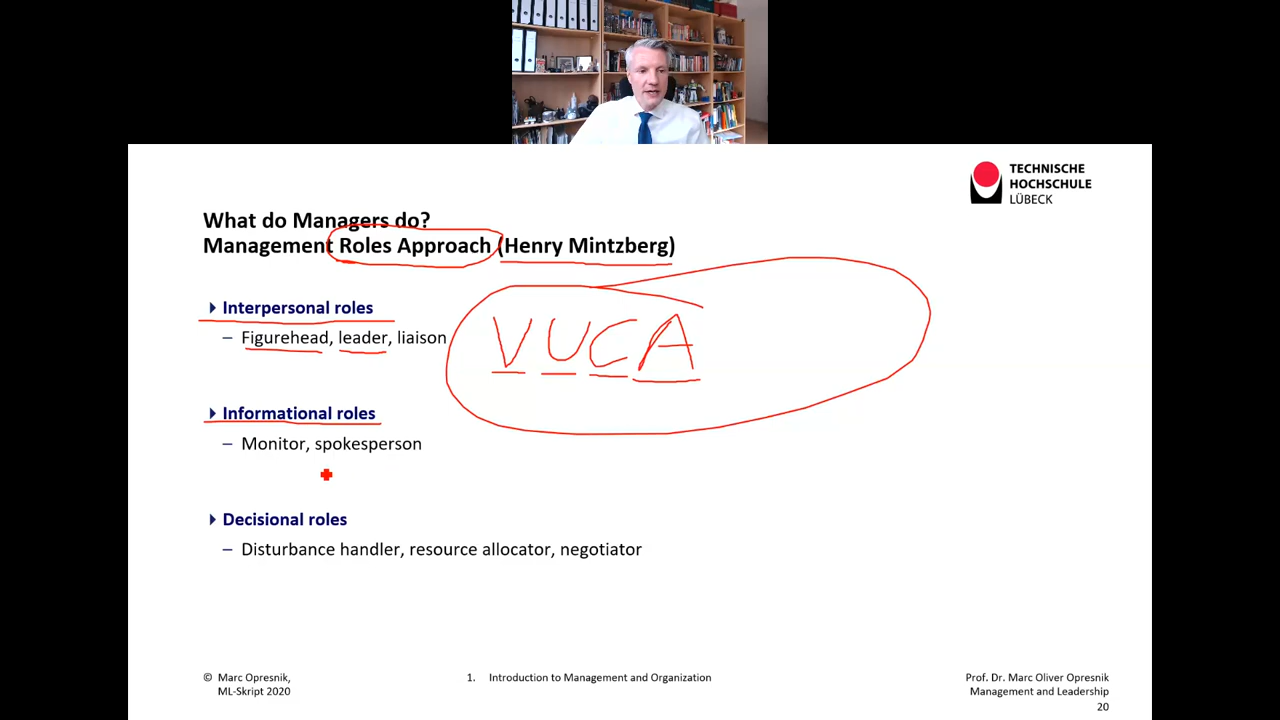 TECHNISCHE
HOCHSCHULE
LÜBECK
What do Managers do?
Management Roles Approach (Henry Mintzberg)
Interpersonal roles
– Figurehead, leader, liaison
VUCA
Informational roles
– Monitor, spokesperson
Decisional roles
– Disturbance handler, resource allocator, negotiator
© Marc Opresnik,
ML-Skript 2020
1. Introduction to Management and Organization
Prof. Dr. Marc Oliver Opresnik
Management and Leadership
20